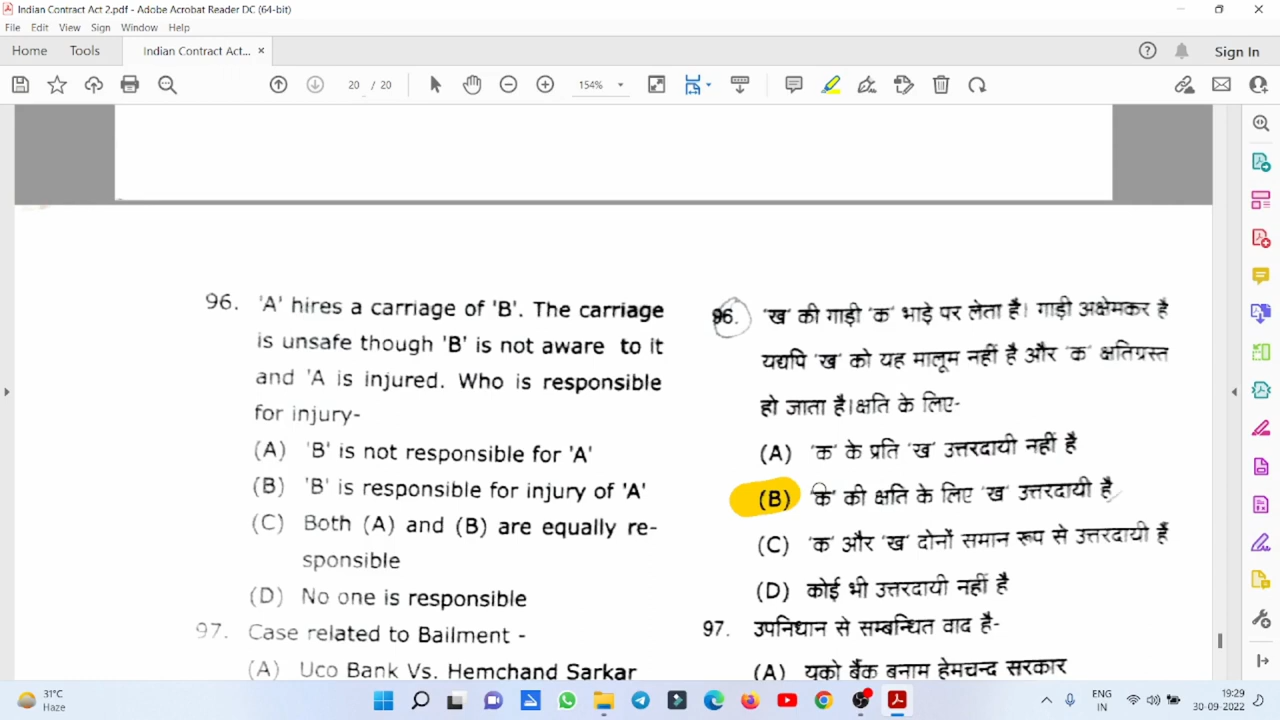 Indian Contract Act 2.pdf - Adobe Acrobat Reader DC (64-bit)
File Edit View Sign Window Help
Home Tools Indian Contract Act... × Sign In
20 / 20 154%
96. 'A' hires a carriage of 'B'. The carriage
is unsafe though 'B' is not aware to it
and 'A is injured. Who is responsible
for injury-
(A) 'B' is not responsible for 'A'
(B) 'B' is responsible for injury of 'A'
(C) Both (A) and (B) are equally re-
sponsible
(D) No one is responsible
97. Case related to Bailment -
(A) Uco Bank Vs. Hemchand Sarkar
96. 'ख' की गाड़ी 'क' भाड़े पर लेता है। गाड़ी अक्षेमकर है
यद्यपि 'ख' को यह मालूम नहीं है और 'क' क्षतिग्रस्त
हो जाता है।क्षति के लिए-
(A) 'क' के प्रति 'ख' उत्तरदायी नहीं है
(B) 'क' की क्षति के लिए 'ख' उत्तरदायी है
(C) 'क' और 'ख' दोनों समान रूप से उत्तरदायी हैं
(D) कोई भी उत्तरदायी नहीं है
97. उपनिधान से सम्बन्धित वाद है-
(A) यूको बैंक बनाम हेमचन्द सरकार
31°C
Haze
ENG
IN
19:29
30-09-2022